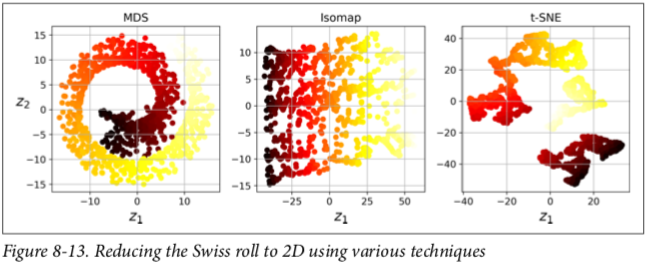 MDS Isomap t-SNE
15
10
5
0
−5
−10
−15
z2
−10 0 10
z1
10
5
0
−5
−10
−15
−25 0 25 50
z1
40
20
0
−20
−40
−40 −20 0 20
z1
Figure 8-13. Reducing the Swiss roll to 2D using various techniques